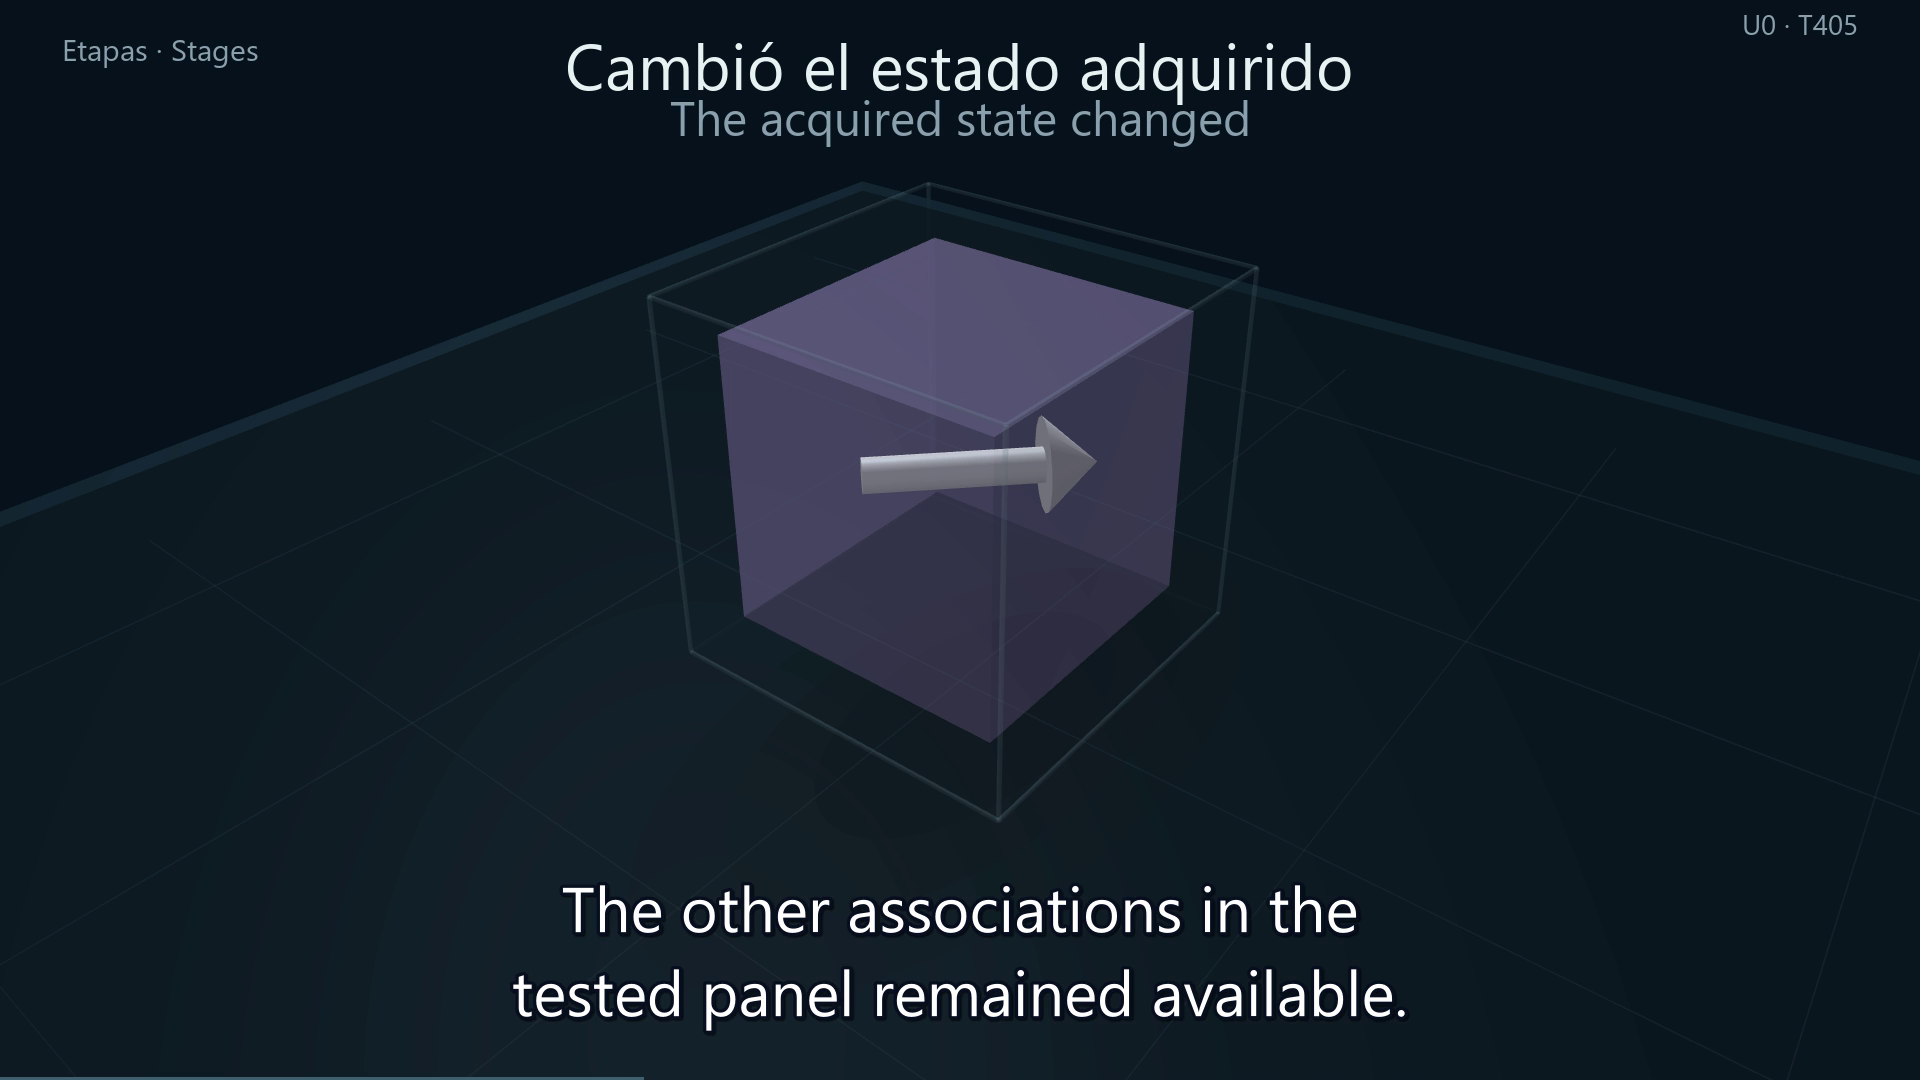 Etapas · Stages
U0 · T405
Cambió el estado adquirido
The acquired state changed
The other associations in the
tested panel remained available.